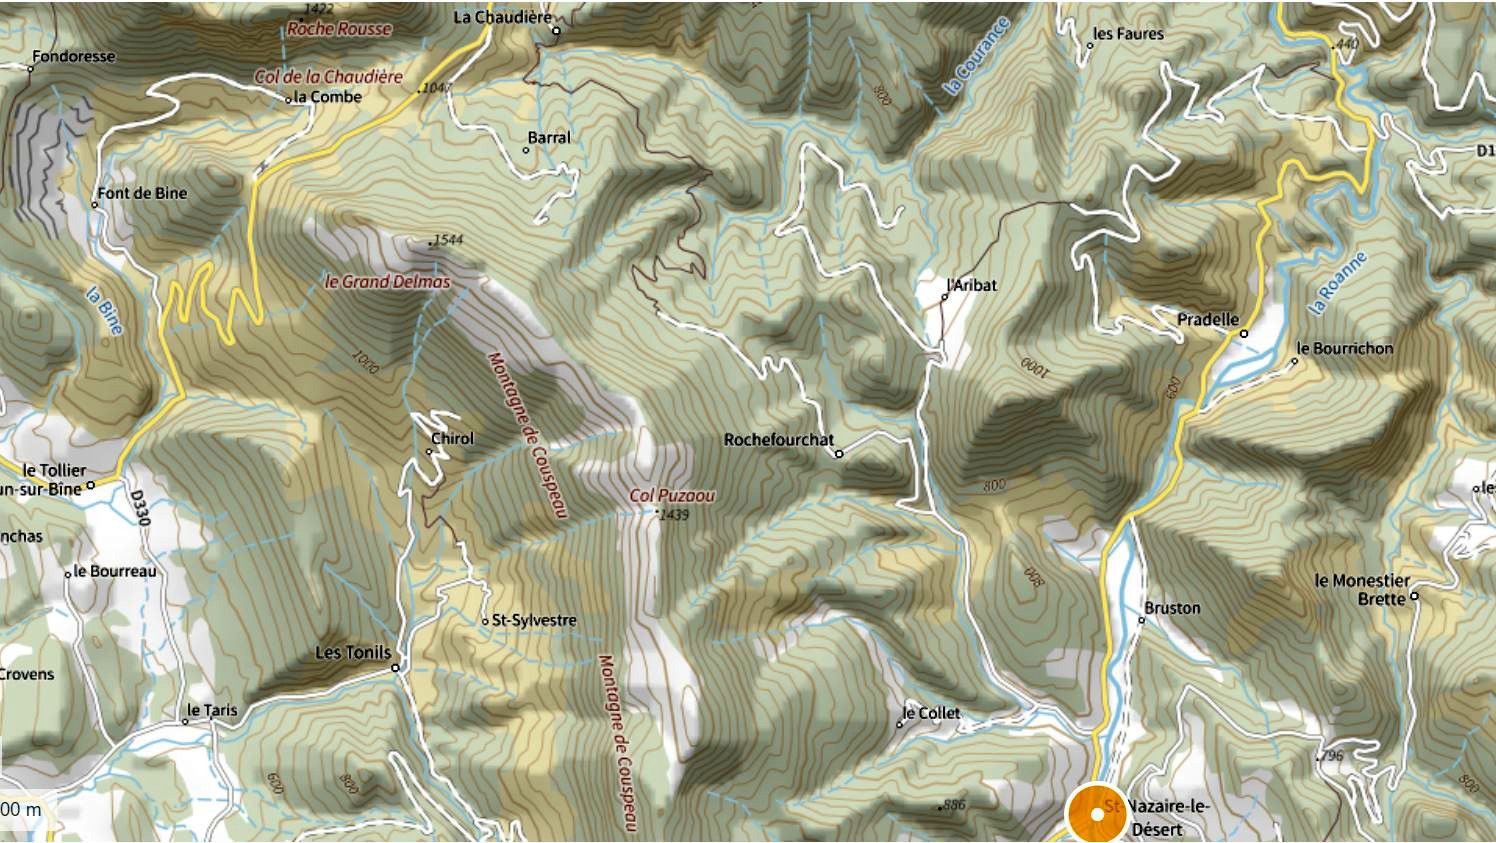 1422
La Chaudière
Roche Rousse
les Faures
440
Fondoresse
la Courance
Col de la Chaudière
1047
la Combe
800
Barral
D1
Font de Bine
1544
le Grand Delmas
l'Aribat
la Bine
la Roanne
Pradelle
le Bourrichon
1000
1000
600
Montagne de Couspeau
Chirol
Rochefourchat
le Tollier
un-sur-Bîne
D330
Col Puzaou
1439
800
les
nchas
le Bourreau
800
le Monestier
Brette
Bruston
St-Sylvestre
Les Tonils
Crovens
Montagne de Couspeau
le Taris
le Collet
796
600
800
800
886
00 m
St-Nazaire-le-
Désert